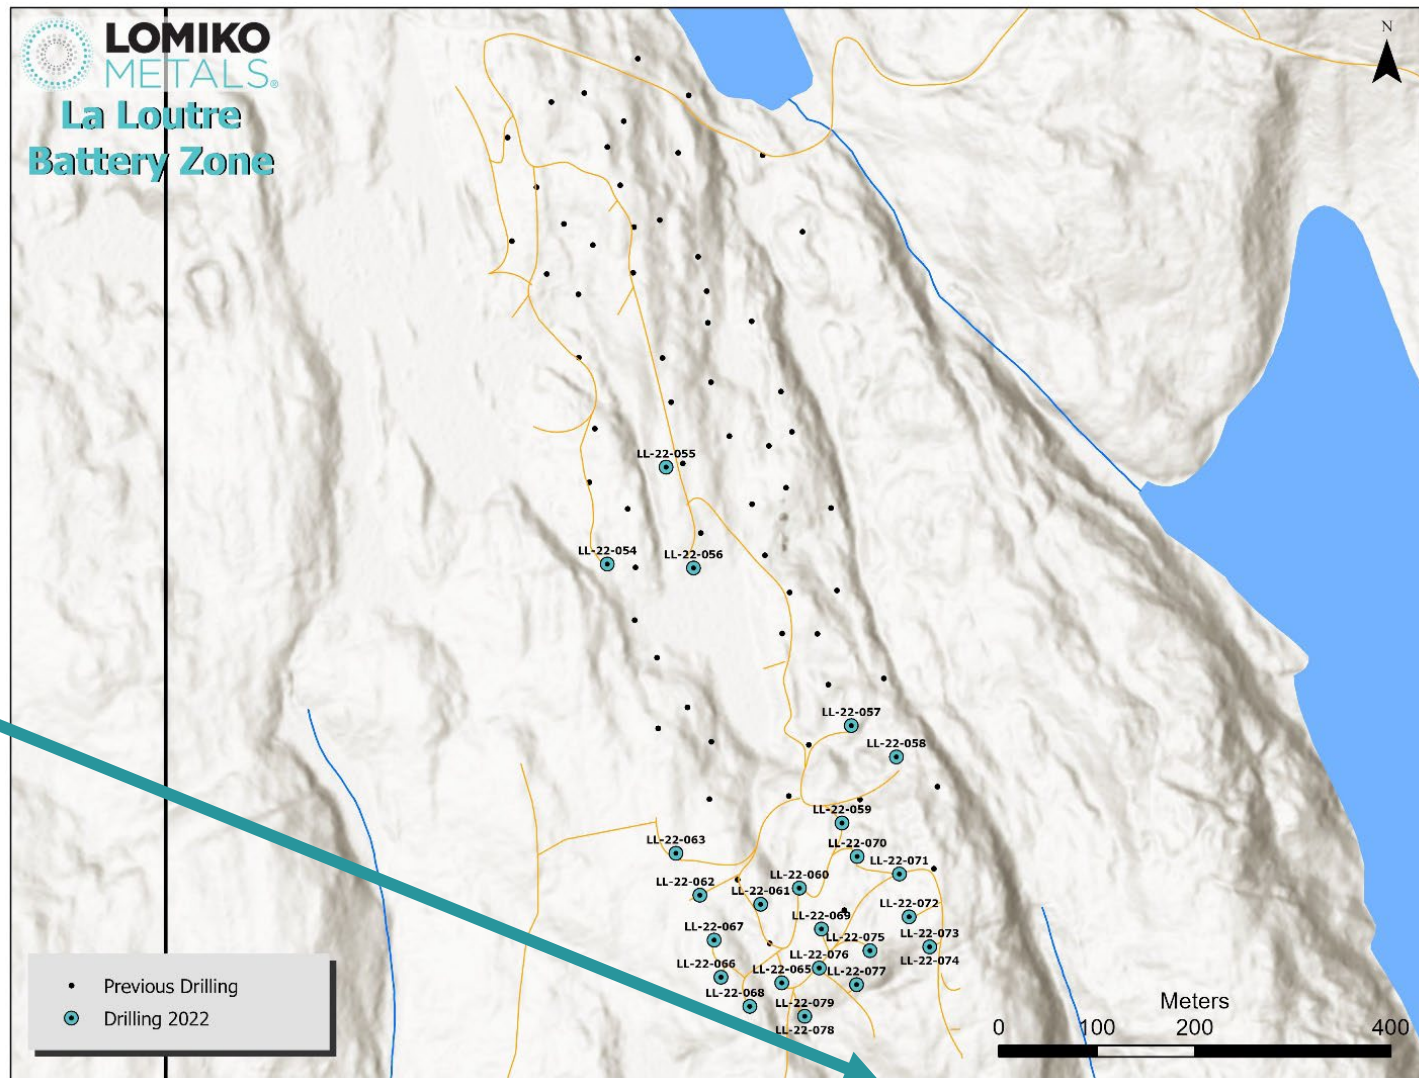 LOMIKO
METALS®
La Loutre
Battery Zone
N
LL-22-055
LL-22-054
LL-22-056
LL-22-057
LL-22-058
LL-22-059
LL-22-063
LL-22-070
LL-22-071
LL-22-062
LL-22-060
LL-22-061
LL-22-072
LL-22-069
LL-22-067
LL-22-075
LL-22-073
LL-22-076
LL-22-074
LL-22-066
LL-22-065
LL-22-077
LL-22-068
LL-22-079
LL-22-078
Previous Drilling
Drilling 2022
Meters
0 100 200 400